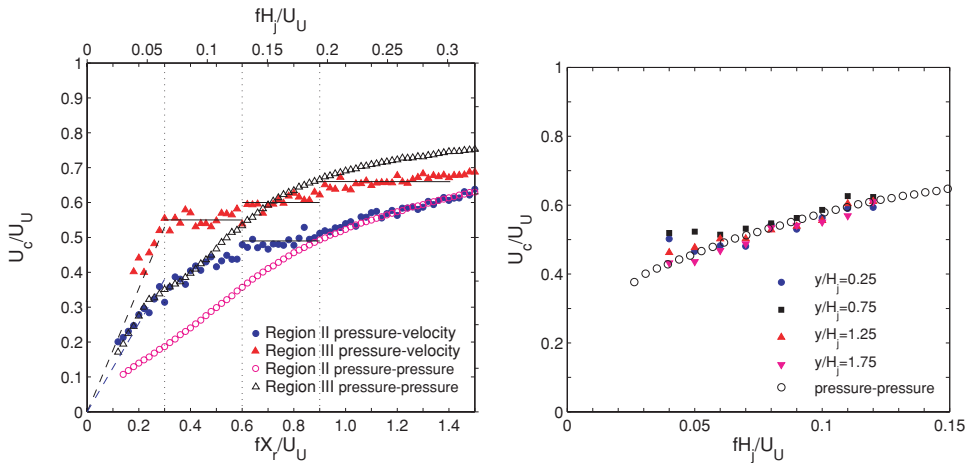 fH_j/U_U
0 0.05 0.1 0.15 0.2 0.25 0.3
1
0.9
0.8
0.7
0.6
0.5
0.4
0.3
0.2
0.1
0
U_c/U_U
Region II pressure-velocity
Region III pressure-velocity
Region II pressure-pressure
Region III pressure-pressure
0 0.2 0.4 0.6 0.8 1.0 1.2 1.4
fX_r/U_U
1
0.8
0.6
0.4
0.2
0
U_c/U_U
y/H_j=0.25
y/H_j=0.75
y/H_j=1.25
y/H_j=1.75
pressure-pressure
0 0.05 0.1 0.15
fH_j/U_U